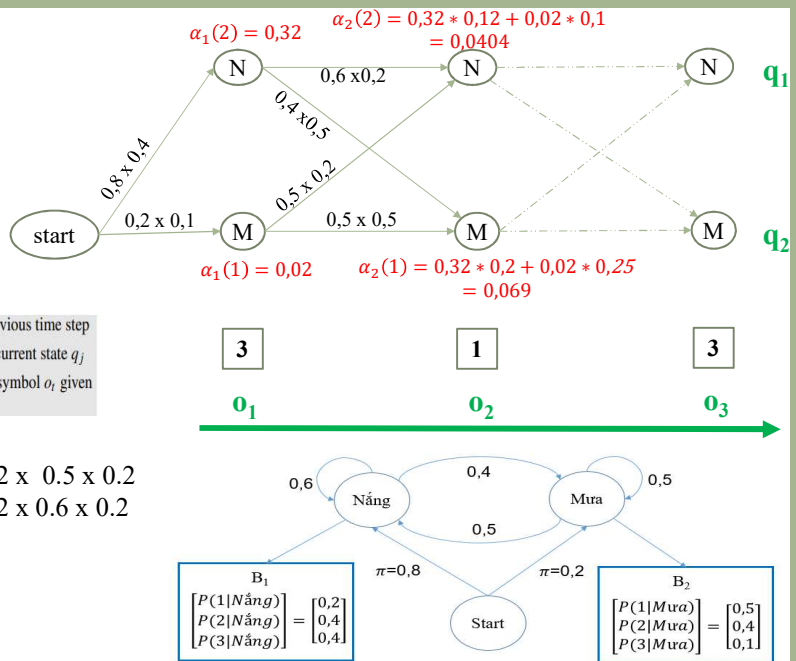 α₁(2) = 0,32
α₂(2) = 0,32 * 0,12 + 0,02 * 0,1
= 0,0404
N
0,6 x0,2
N
N
q₁
0,8 x 0,4
0,4 x0,5
0,5 x 0,2
start
0,2 x 0,1
M
0,5 x 0,5
M
M
q₂
α₁(1) = 0,02
α₂(1) = 0,32 * 0,2 + 0,02 * 0,25
= 0,069
vious time step
current state qⱼ
symbol oₜ given
3
1
3
o₁
o₂
o₃
2 x 0.5 x 0.2
2 x 0.6 x 0.2
0,6
Nắng
0,4
Mưa
0,5
0,5
π=0,8
π=0,2
Start
B₁
[P(1|Nắng)] [0,2]
[P(2|Nắng)] = [0,4]
[P(3|Nắng)] [0,4]
B₂
[P(1|Mưa)] [0,5]
[P(2|Mưa)] = [0,4]
[P(3|Mưa)] [0,1]